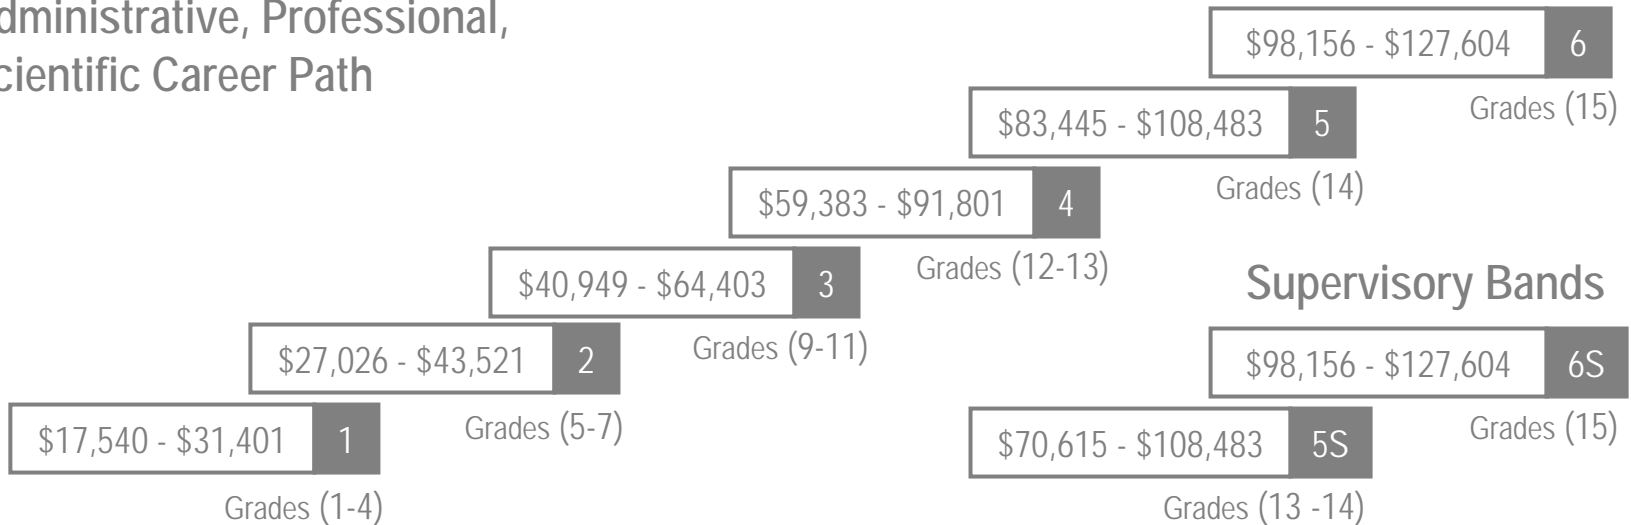 dministrative, Professional,
cientific Career Path
$98,156 - $127,604 6
Grades (15)
$83,445 - $108,483 5
Grades (14)
$59,383 - $91,801 4
Grades (12-13)
$40,949 - $64,403 3
Grades (9-11)
$27,026 - $43,521 2
Grades (5-7)
$17,540 - $31,401 1
Grades (1-4)
Supervisory Bands
$98,156 - $127,604 6S
Grades (15)
$70,615 - $108,483 5S
Grades (13 -14)